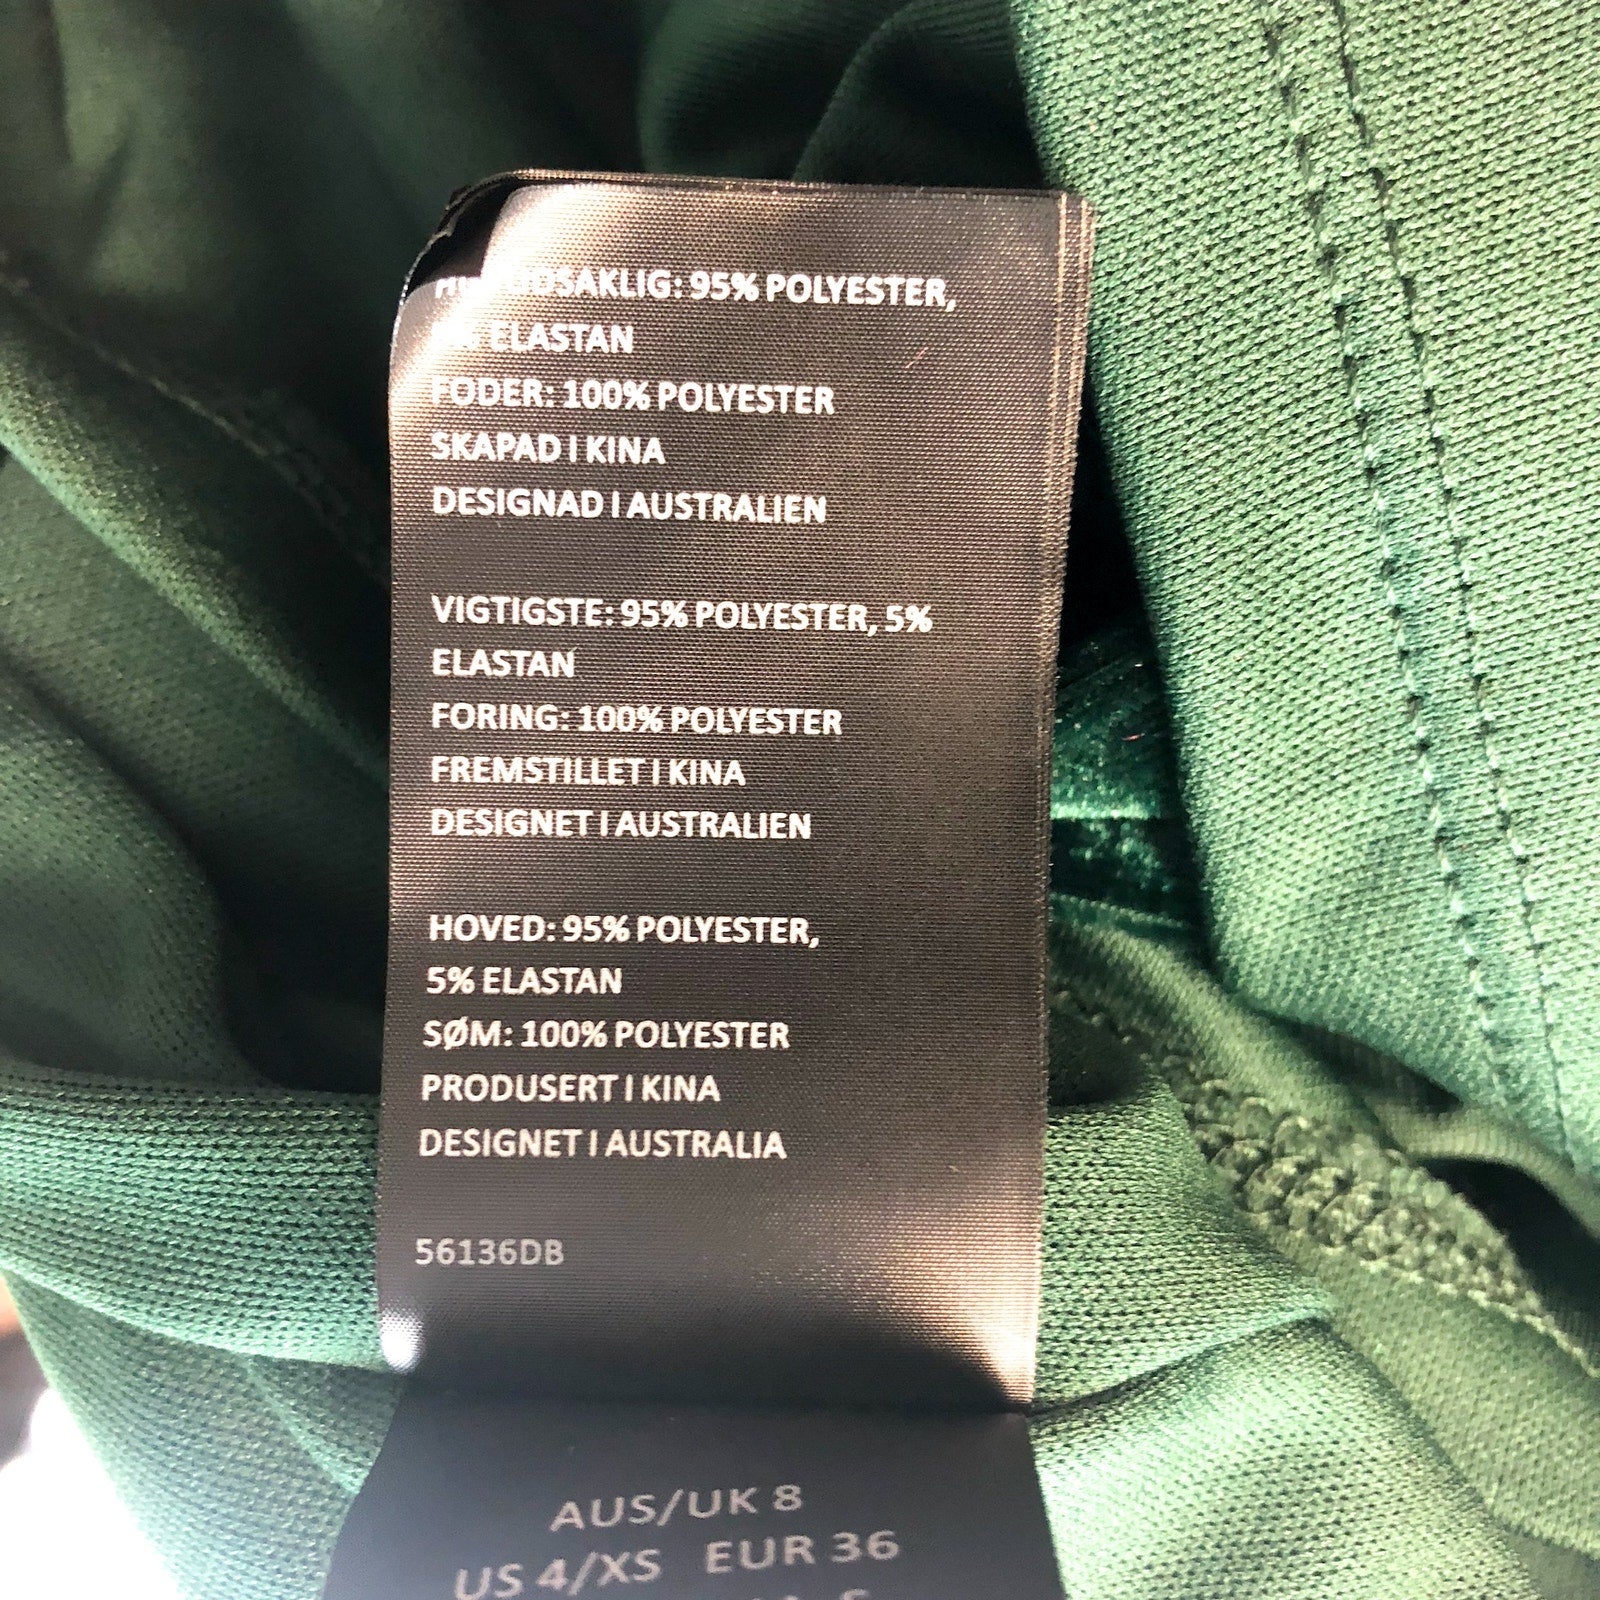 95% POLYESTER,
ELASTAN
FODER: 100% POLYESTER
SKAPAD I KINA
DESIGNAD I AUSTRALIEN
VIGTIGSTE: 95% POLYESTER, 5%
ELASTAN
FORING: 100% POLYESTER
FREMSTILLET I KINA
DESIGNET I AUSTRALIEN
HOVED: 95% POLYESTER,
5% ELASTAN
SØM: 100% POLYESTER
PRODUSERT I KINA
DESIGNET I AUSTRALIA
56136DB
AUS/UK 8
US 4/XS EUR 36